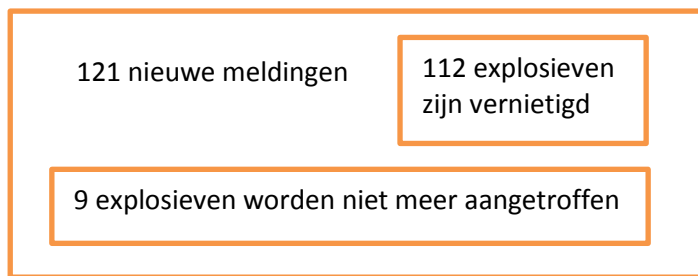 121 nieuwe meldingen
112 explosieven
zijn vernietigd
9 explosieven worden niet meer aangetroffen